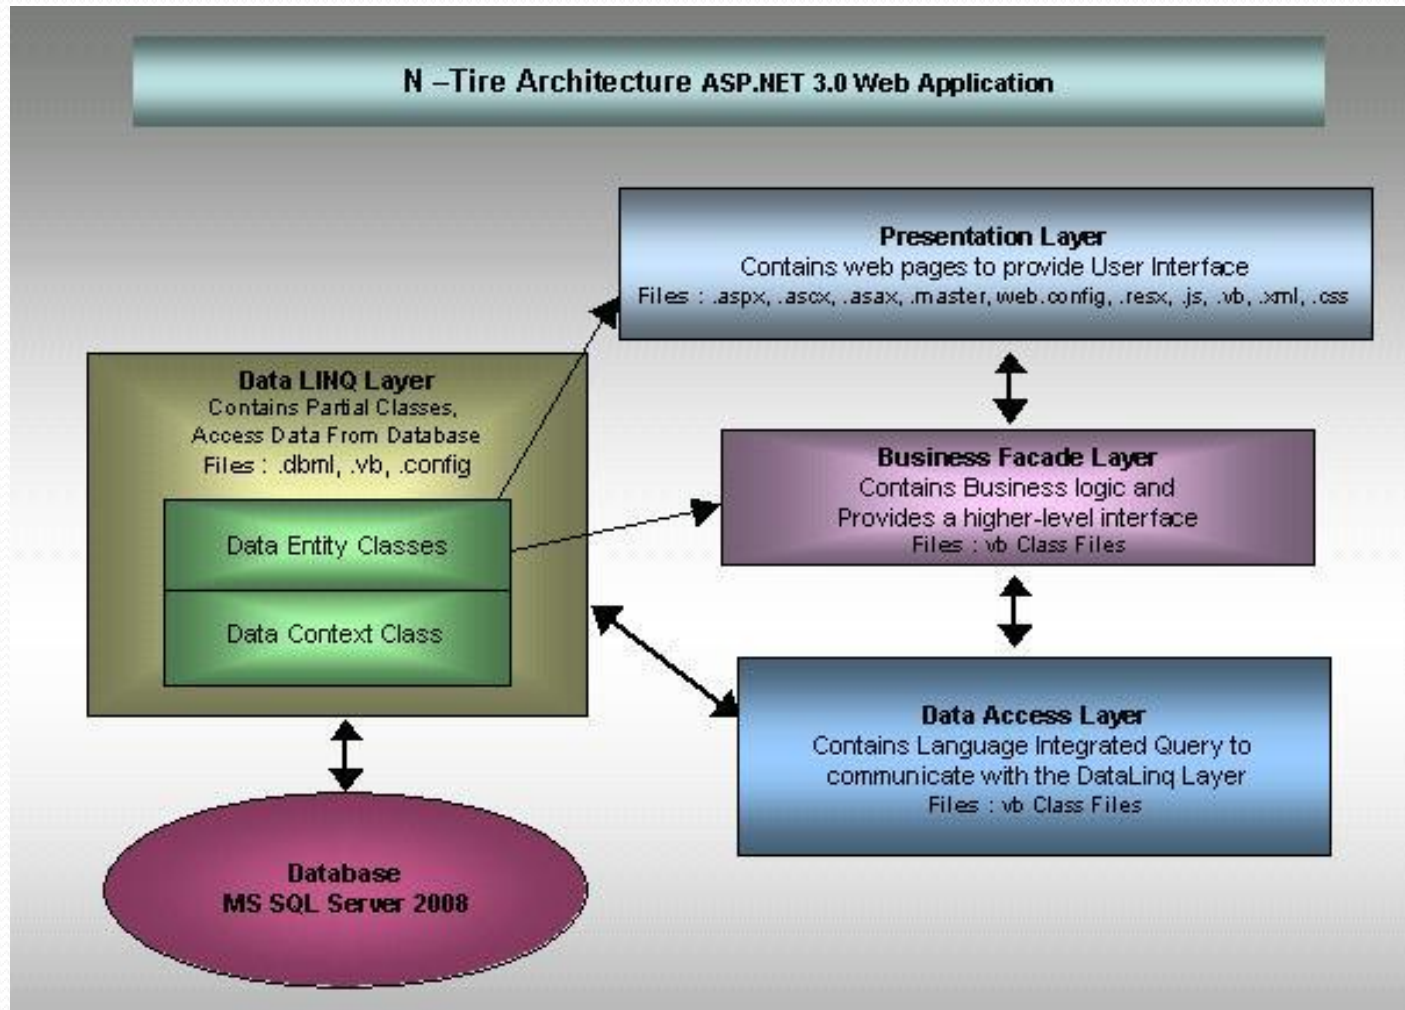 N –Tire Architecture ASP.NET 3.0 Web Application
Presentation Layer
Contains web pages to provide User Interface
Files : .aspx, .ascx, .asax, .master, web.config, .resx, .js, .vb, .xml, .css
Data LINQ Layer
Contains Partial Classes,
Access Data From Database
Files : .dbml, .vb, .config
Data Entity Classes
Data Context Class
Business Facade Layer
Contains Business logic and
Provides a higher-level interface
Files : vb Class Files
Data Access Layer
Contains Language Integrated Query to
communicate with the DataLinq Layer
Files : vb Class Files
Database
MS SQL Server 2008